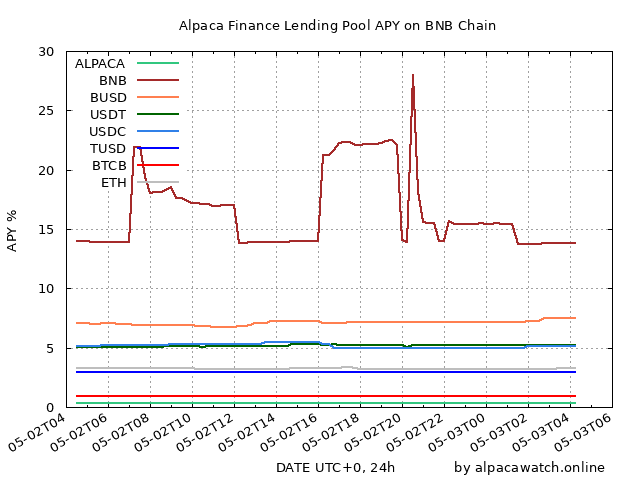 Alpaca Finance Lending Pool APY on BNB Chain
30
25
20
15
10
5
0
APY %
ALPACA
BNB
BUSD
USDT
USDC
TUSD
BTCB
ETH
05-02T04
05-02T06
05-02T08
05-02T10
05-02T12
05-02T14
05-02T16
05-02T18
05-02T20
05-02T22
05-03T00
05-03T02
05-03T04
05-03T06
DATE UTC+0, 24h
by alpacawatch.online